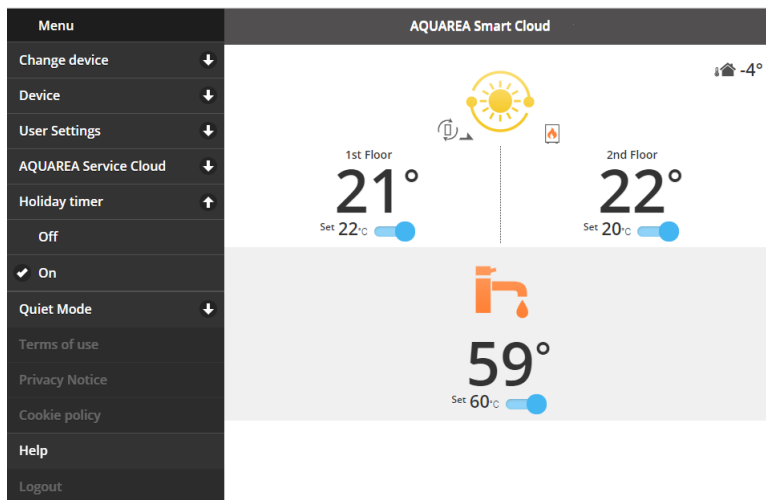 Menu
AQUAREA Smart Cloud
Change device
Device
User Settings
AQUAREA Service Cloud
Holiday timer
Off
On
Quiet Mode
Terms of use
Privacy Notice
Cookie policy
Help
Logout
-4°
1st Floor
21°
Set 22°C
2nd Floor
22°
Set 20°C
59°
Set 60°C